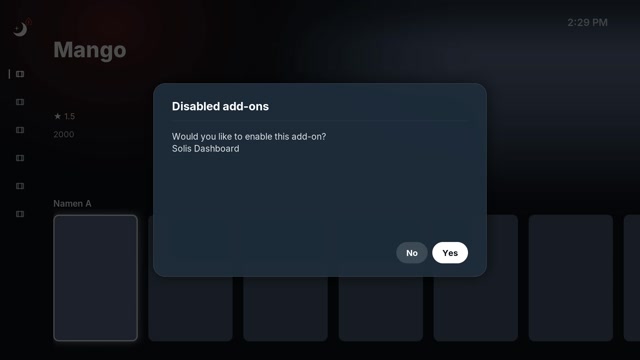 2:29 PM
Mango
★ 1.5
2000
Disabled add-ons
Would you like to enable this add-on?
Solis Dashboard
No
Yes
Namen A